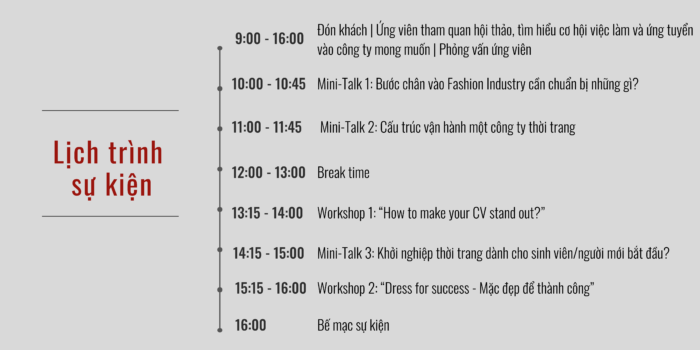 Lịch trình
sự kiện
9:00 - 16:00 Đón khách | Ứng viên tham quan hội thảo, tìm hiểu cơ hội việc làm và ứng tuyển
vào công ty mong muốn | Phỏng vấn ứng viên
10:00 - 10:45 Mini-Talk 1: Bước chân vào Fashion Industry cần chuẩn bị những gì?
11:00 - 11:45 Mini-Talk 2: Cấu trúc vận hành một công ty thời trang
12:00 - 13:00 Break time
13:15 - 14:00 Workshop 1: “How to make your CV stand out?”
14:15 - 15:00 Mini-Talk 3: Khởi nghiệp thời trang dành cho sinh viên/người mới bắt đầu?
15:15 - 16:00 Workshop 2: “Dress for success - Mặc đẹp để thành công”
16:00 Bế mạc sự kiện